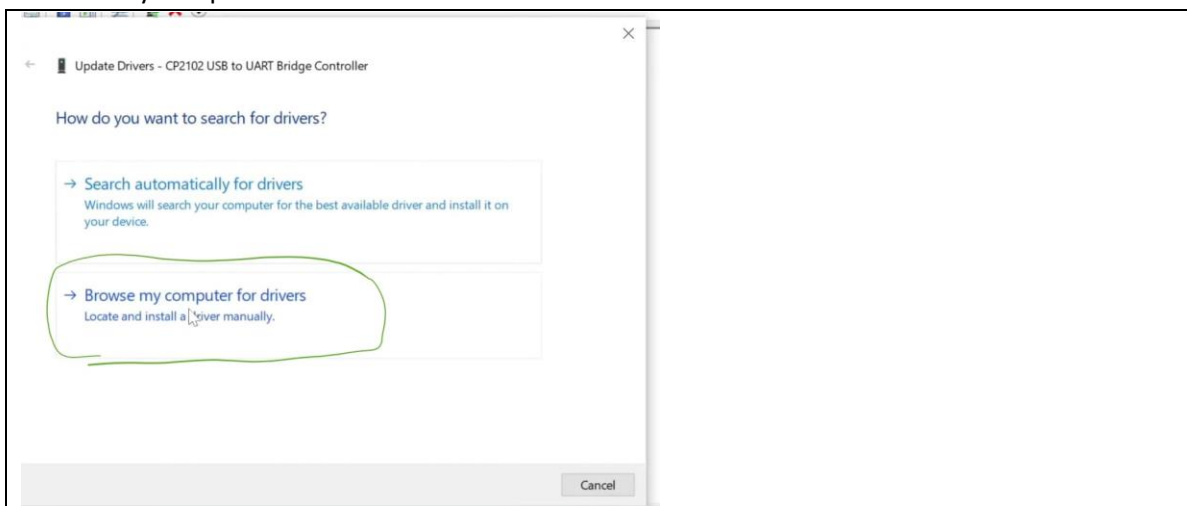 Update Drivers - CP2102 USB to UART Bridge Controller
How do you want to search for drivers?
→ Search automatically for drivers
Windows will search your computer for the best available driver and install it on
your device.
→ Browse my computer for drivers
Locate and install a driver manually.
Cancel